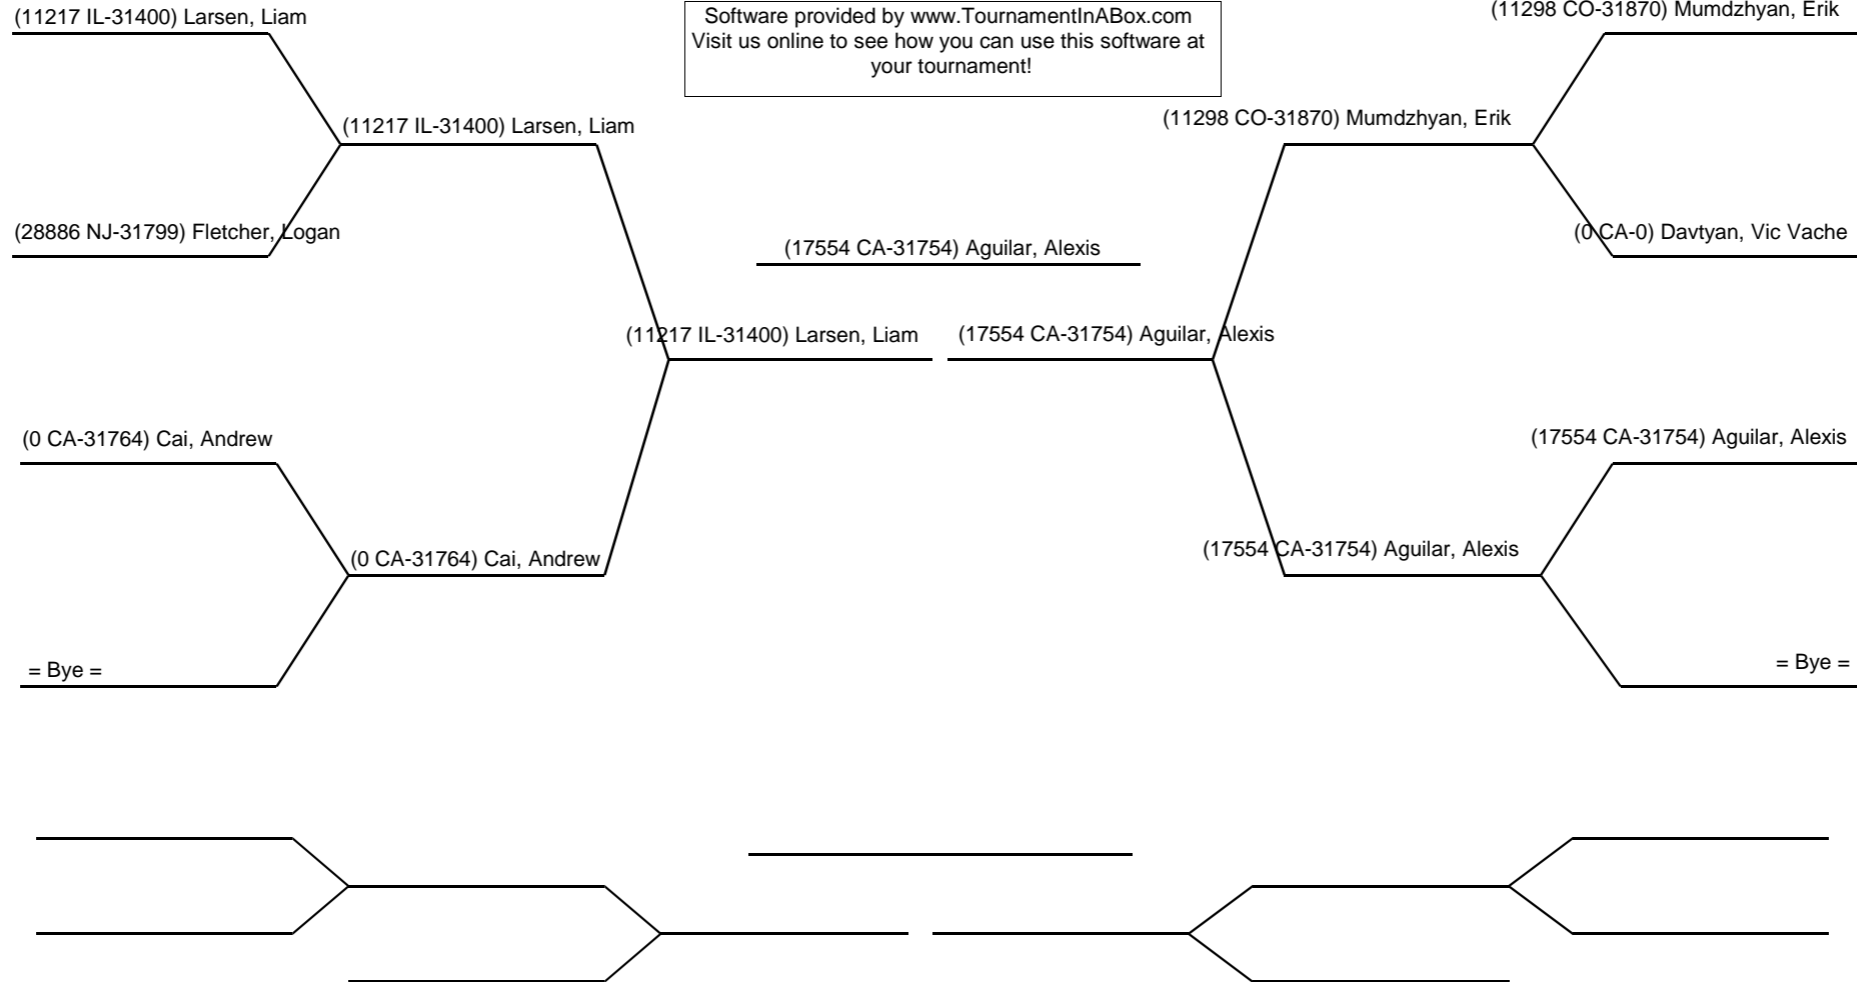 (11217 IL-31400) Larsen, Liam
Software provided by www.TournamentInABox.com
Visit us online to see how you can use this software at
your tournament!
(11298 CO-31870) Mumdzhyan, Erik
(11217 IL-31400) Larsen, Liam
(11298 CO-31870) Mumdzhyan, Erik
(28886 NJ-31799) Fletcher, Logan
(17554 CA-31754) Aguilar, Alexis
(0 CA-0) Davtyan, Vic Vache
(11217 IL-31400) Larsen, Liam
(17554 CA-31754) Aguilar, Alexis
(0 CA-31764) Cai, Andrew
(17554 CA-31754) Aguilar, Alexis
(0 CA-31764) Cai, Andrew
(17554 CA-31754) Aguilar, Alexis
= Bye =
= Bye =